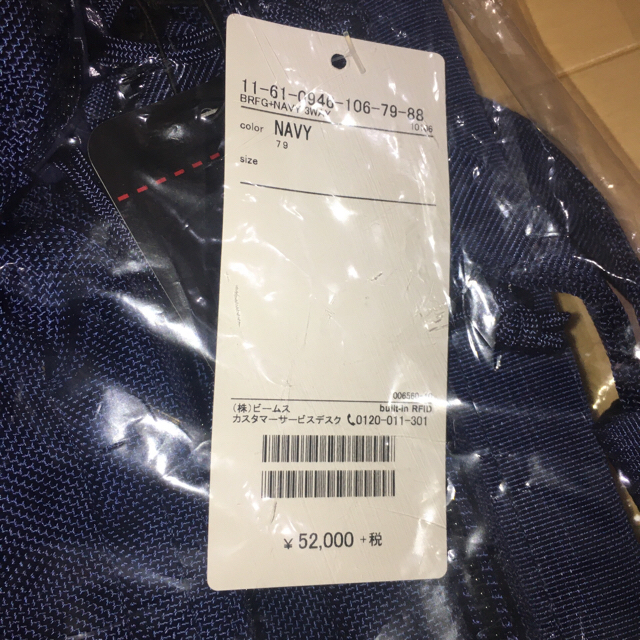 11-61-0946-106-79-88
BRFG+NAVY 3WAY
color NAVY
79
size
built-in RFID
(株)ビームス
カスタマーサービスデスク 0120-011-301
¥ 52,000 +税